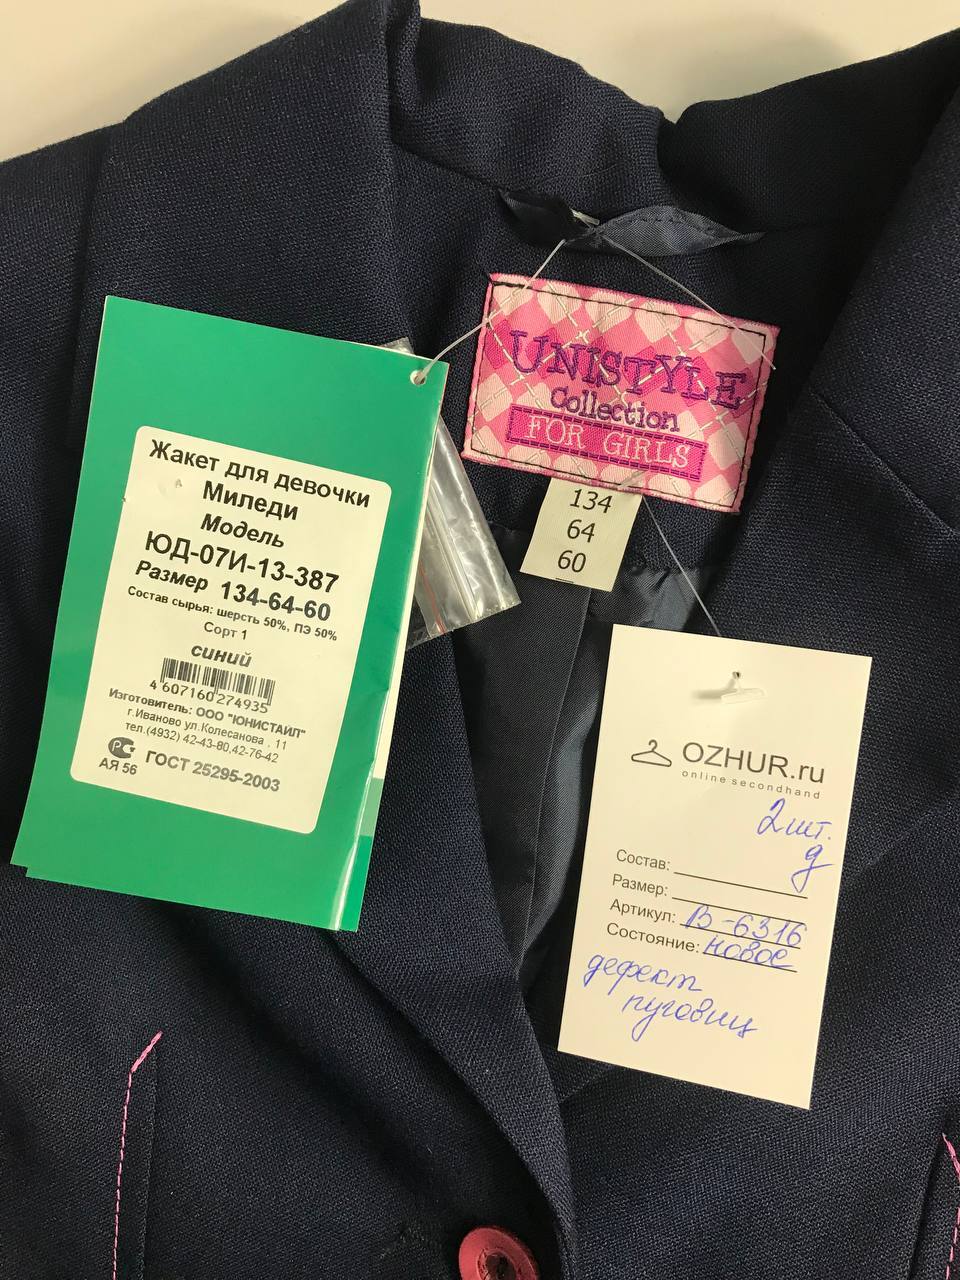 Жакет для девочки
Миледи
Модель
ЮД-07И-13-387
Размер 134-64-60
Состав сырья: шерсть 50%, ПЭ 50%
Сорт 1
синий
4 607160 274935
Изготовитель: ООО "ЮНИСТАЙЛ"
г.Иваново ул.Колесанова , 11
тел.(4932) 42-43-80,42-76-42
РС ГОСТ 25295-2003
АЯ 56
UNISTYLE
Collection
FOR GIRLS
134
64
60
OZHUR.ru
online secondhand
2 шт.
д
Состав:
Размер:
Артикул: В-6316
Состояние: новое
дефект
пуговиц